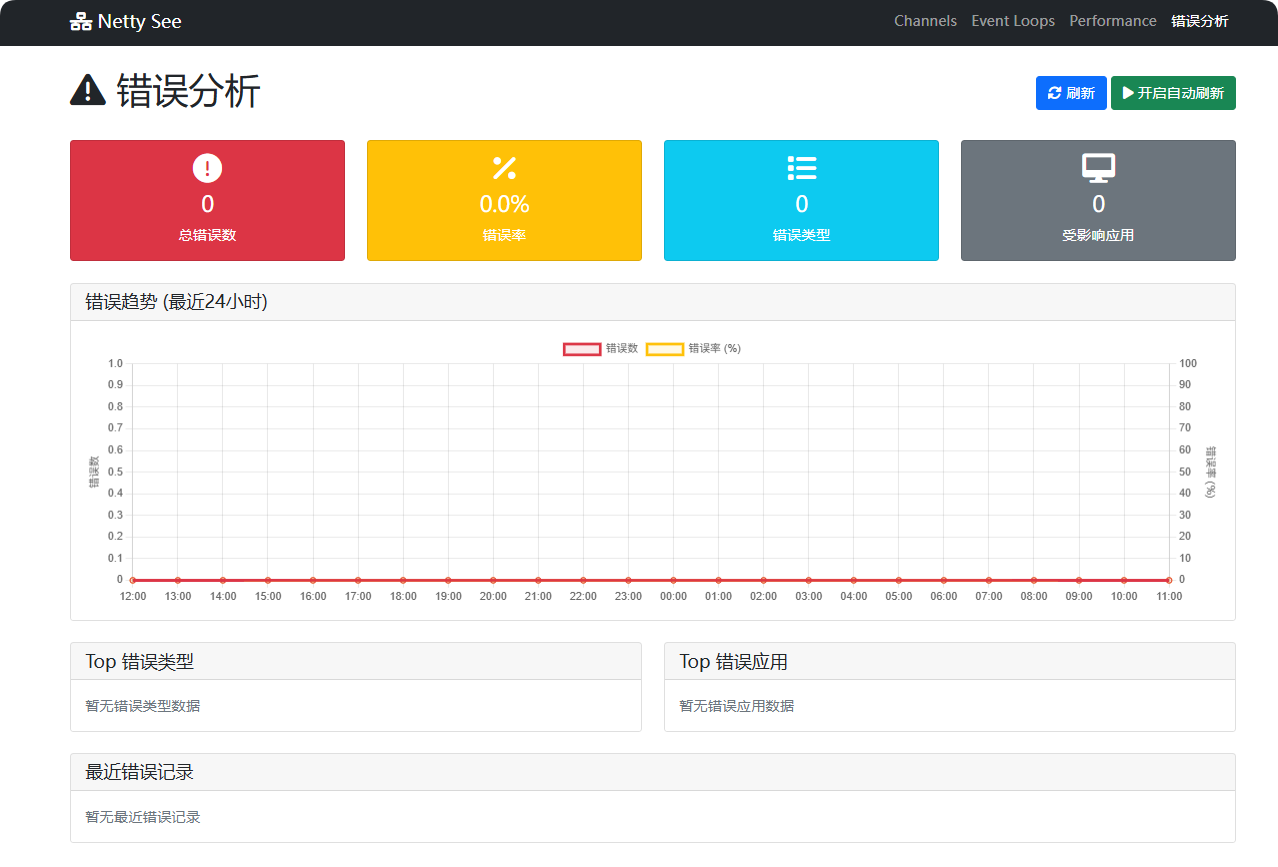 Netty See
Channels Event Loops Performance 错误分析
错误分析
刷新 开启自动刷新
0
总错误数
0.0%
错误率
0
错误类型
0
受影响应用
错误趋势 (最近24小时)
错误数 错误率 (%)
1.0
0.9
0.8
0.7
0.6
0.5
0.4
0.3
0.2
0.1
0
错误数
100
90
80
70
60
50
40
30
20
10
0
错误率 (%)
12:00 13:00 14:00 15:00 16:00 17:00 18:00 19:00 20:00 21:00 22:00 23:00 00:00 01:00 02:00 03:00 04:00 05:00 06:00 07:00 08:00 09:00 10:00 11:00
Top 错误类型
暂无错误类型数据
Top 错误应用
暂无错误应用数据
最近错误记录
暂无最近错误记录